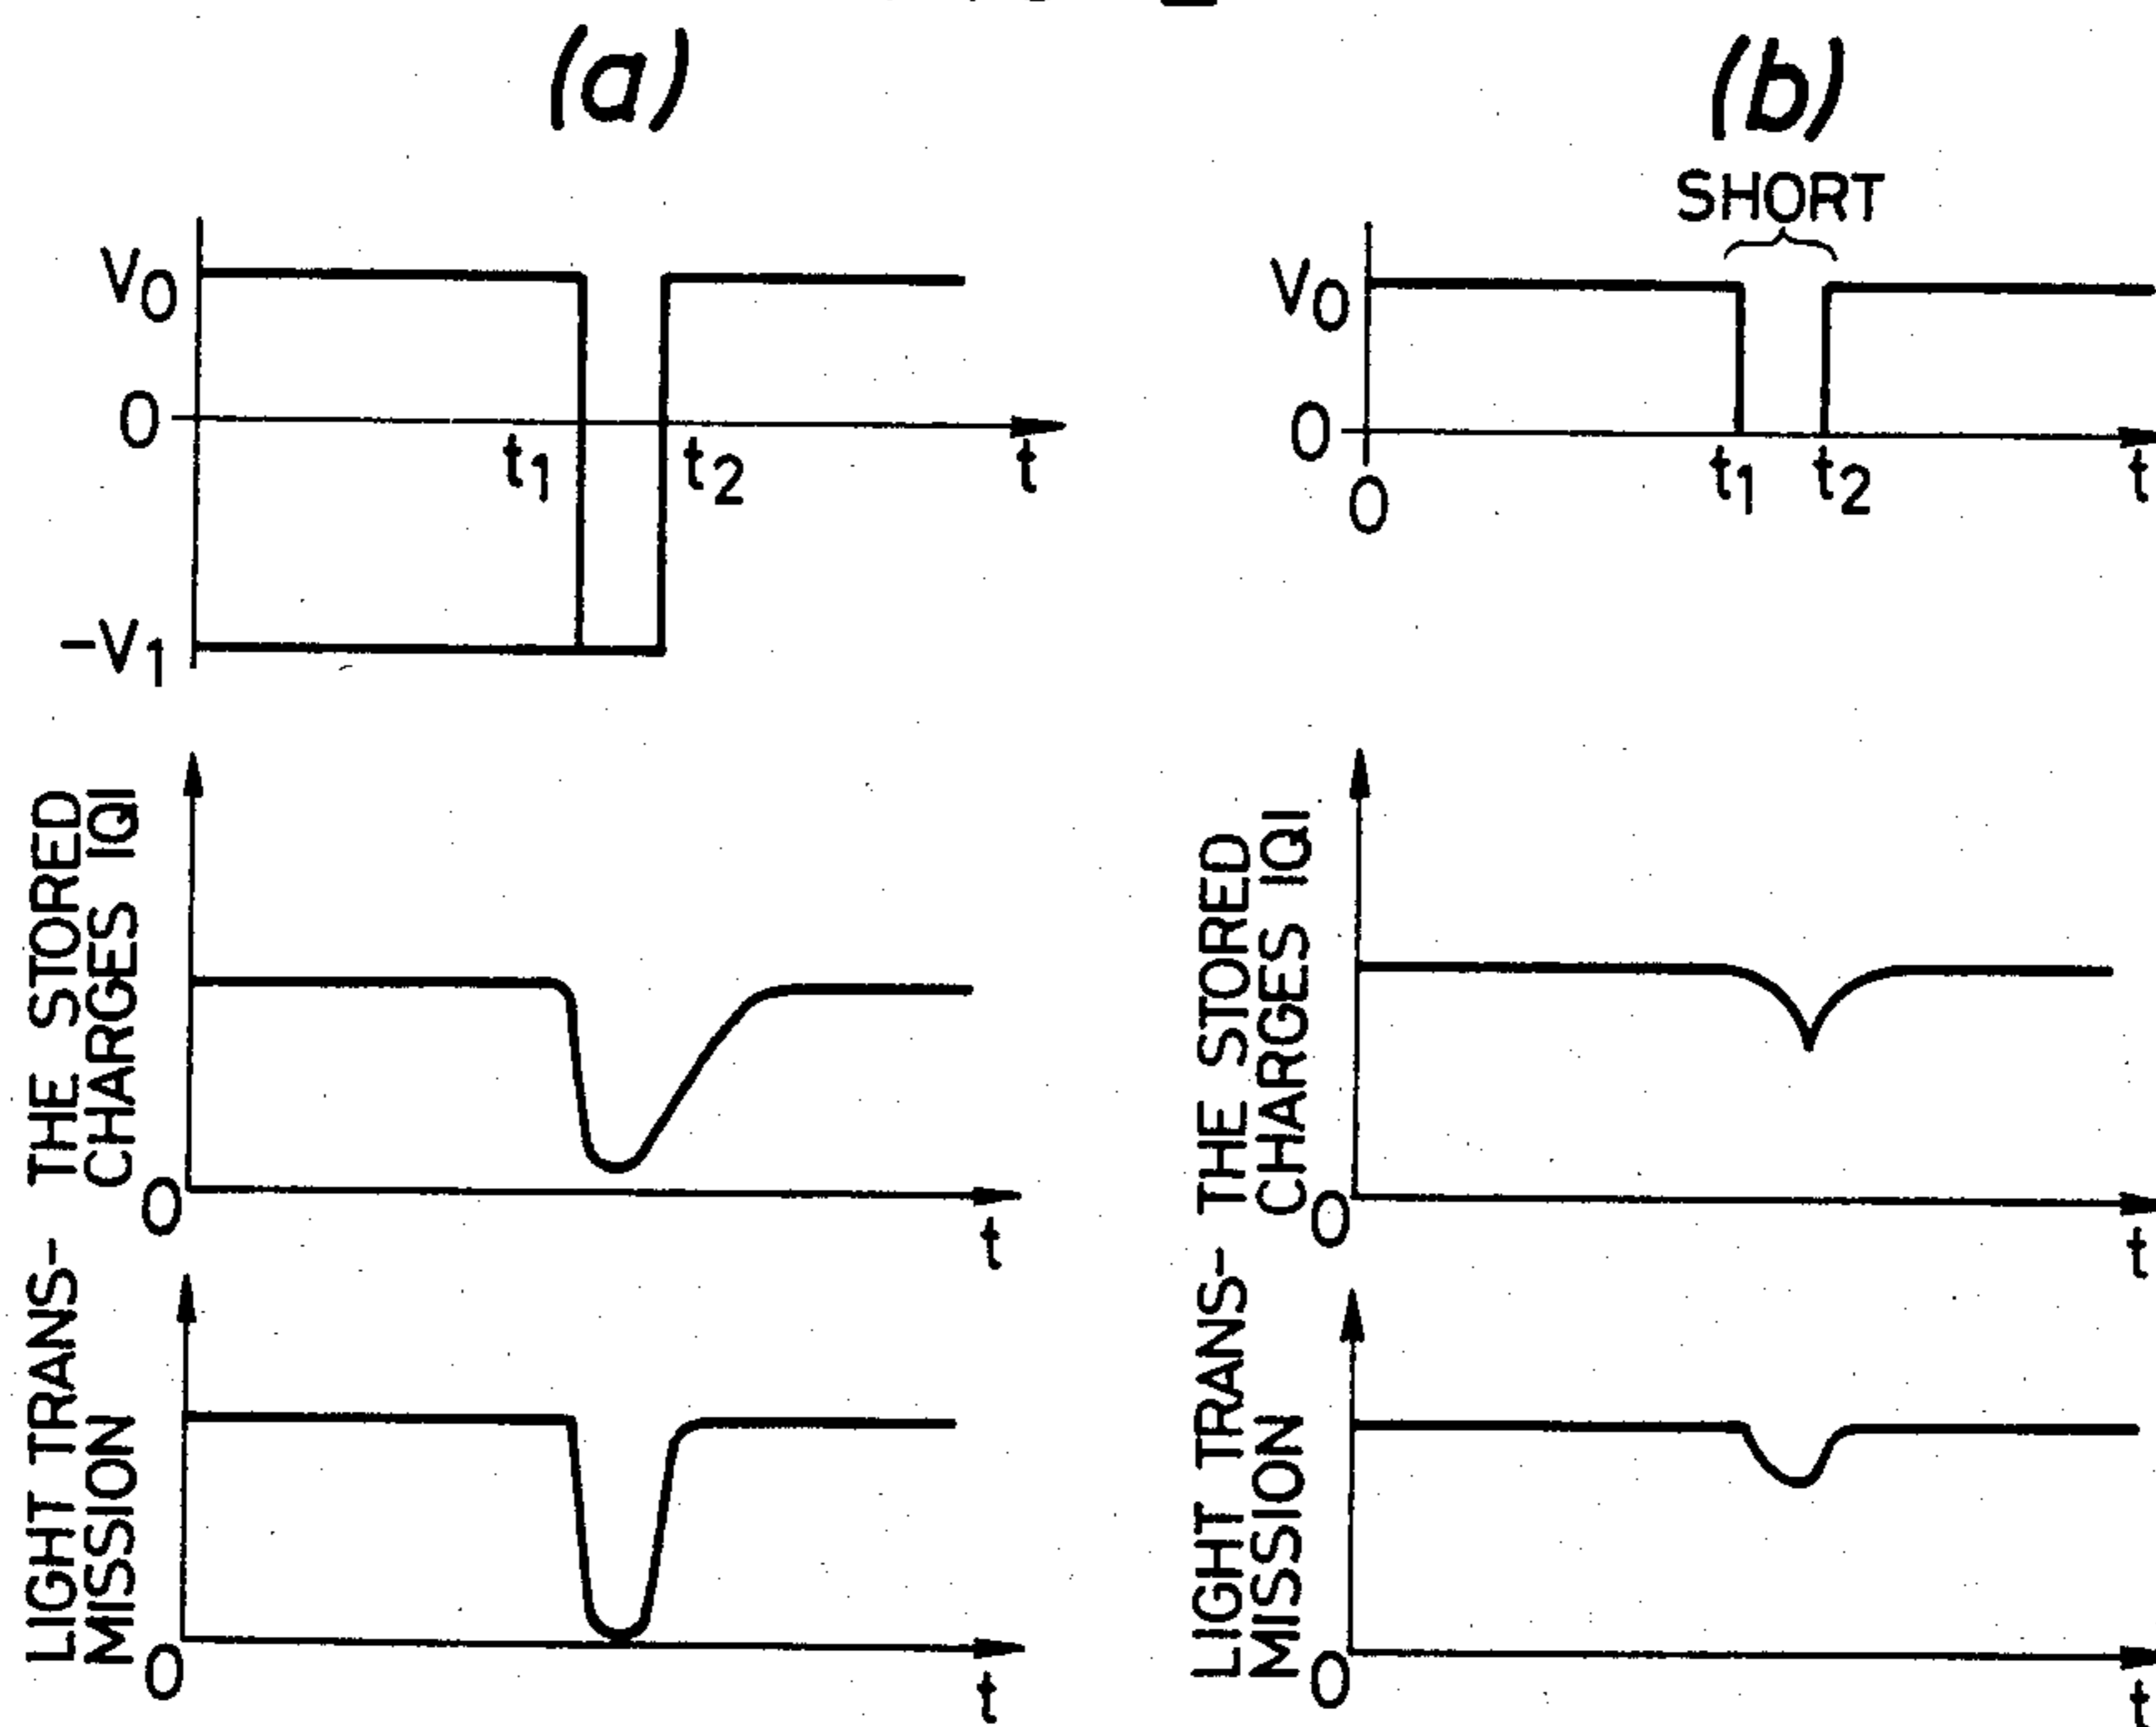 (a)
V0
0
t1
t2
t
-V1
THE STORED
CHARGES |Q|
0
t
LIGHT TRANS-
MISSION
0
t
(b)
SHORT
V0
0
0
t1
t2
t
THE STORED
CHARGES |Q|
0
t
LIGHT TRANS-
MISSION
0
t